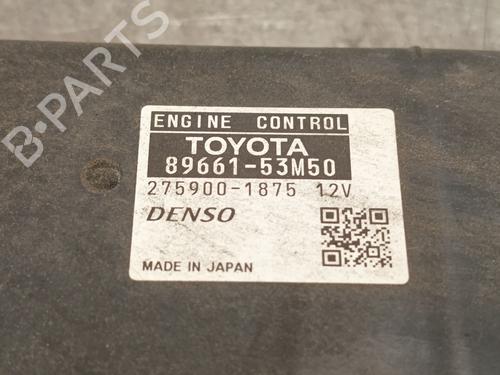 B-PARTS
ENGINE CONTROL
TOYOTA
89661-53M50
275900-1875 12V
DENSO
MADE IN JAPAN